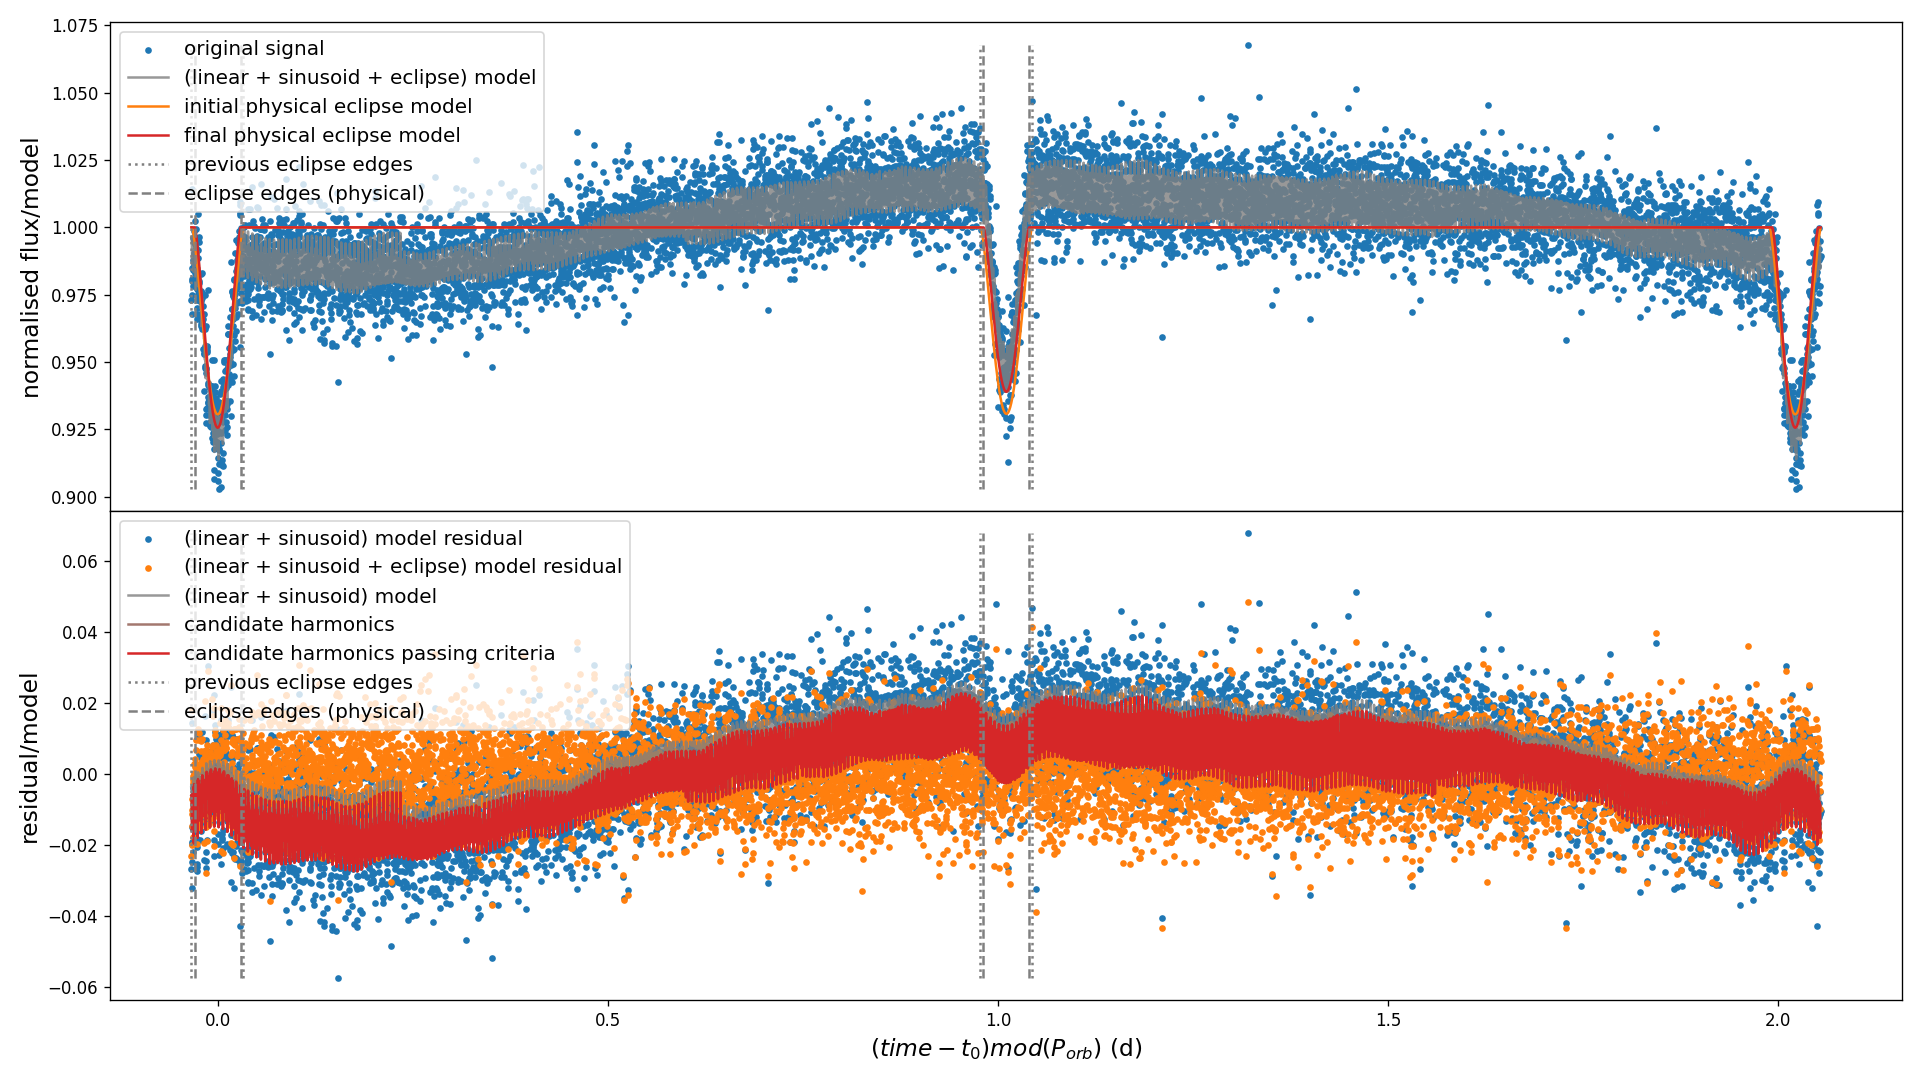 normalised flux/model
1.075
1.050
1.025
1.000
0.975
0.950
0.925
0.900
original signal
(linear + sinusoid + eclipse) model
initial physical eclipse model
final physical eclipse model
previous eclipse edges
eclipse edges (physical)
residual/model
0.06
0.04
0.02
0.00
−0.02
−0.04
−0.06
(linear + sinusoid) model residual
(linear + sinusoid + eclipse) model residual
(linear + sinusoid) model
candidate harmonics
candidate harmonics passing criteria
previous eclipse edges
eclipse edges (physical)
0.0 0.5 1.0 1.5 2.0
(time − t₀)mod(Pₒᵣb) (d)